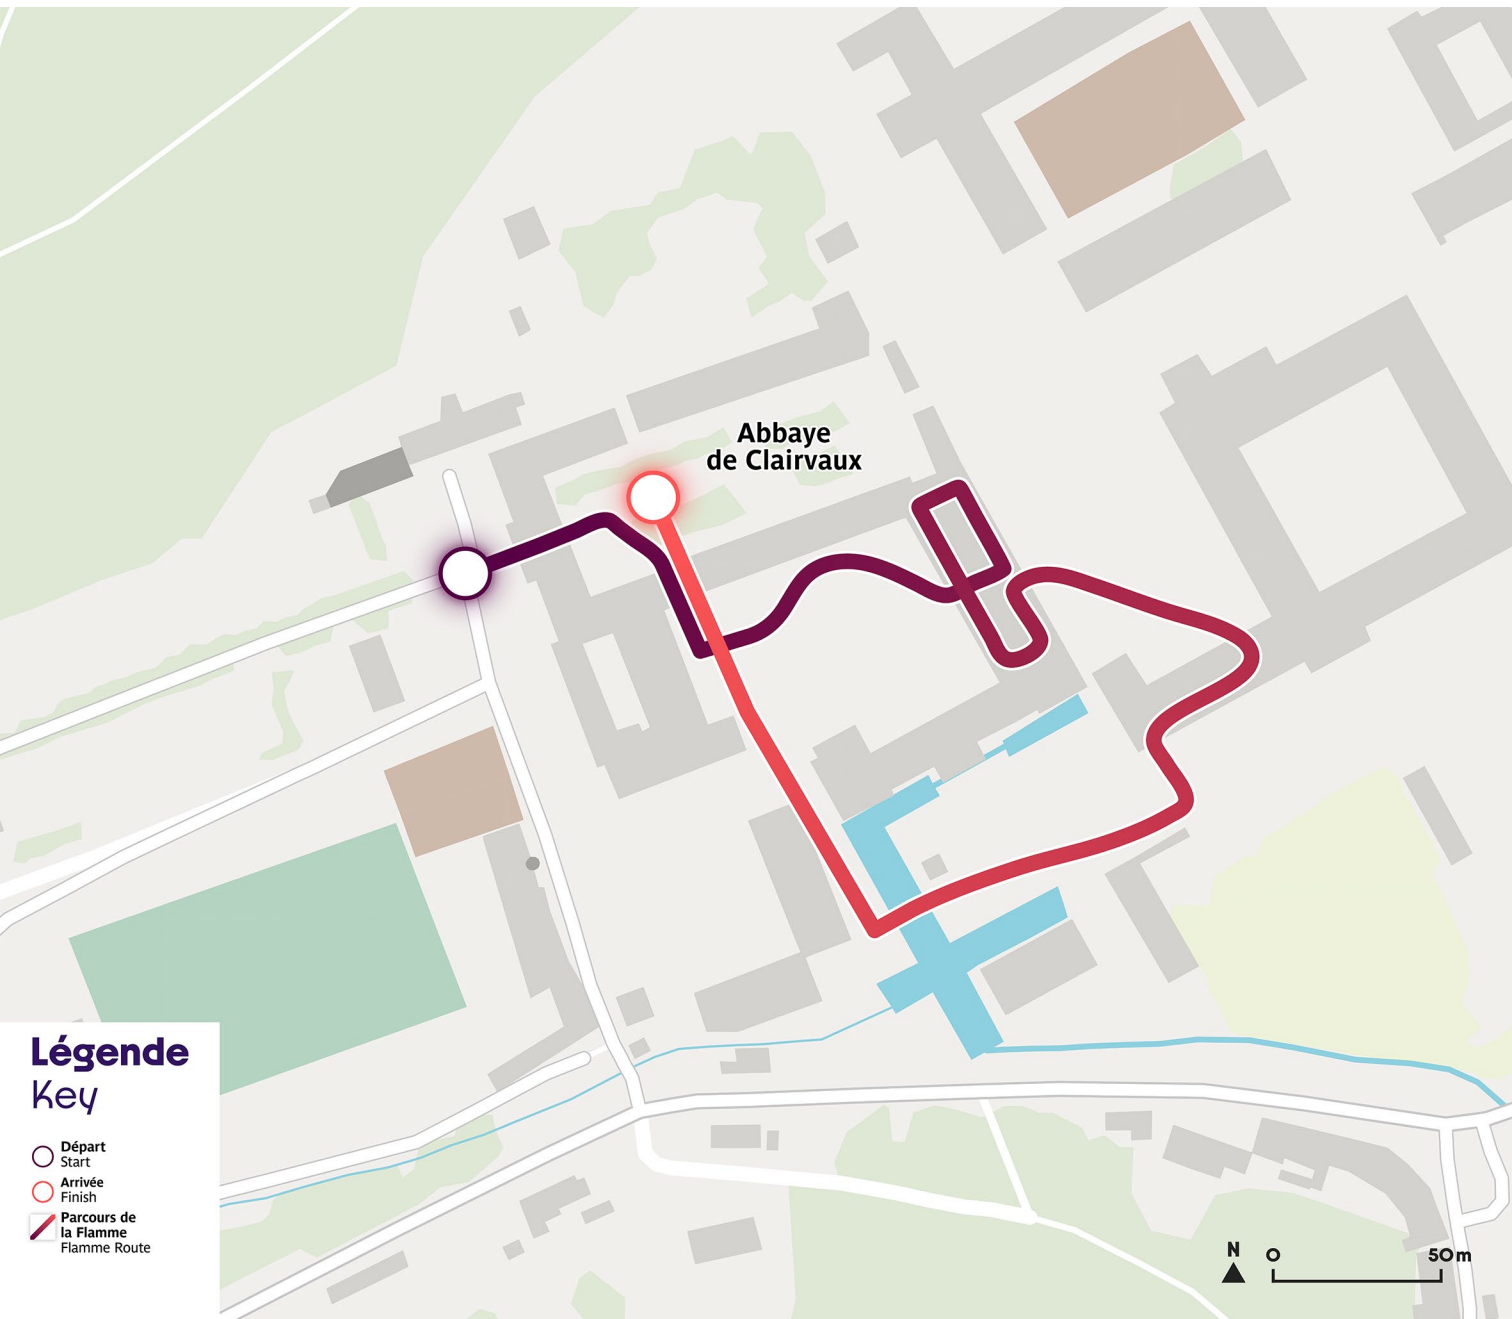 Abbaye
de Clairvaux
Légende
Key
Départ
Start
Arrivée
Finish
Parcours de
la Flamme
Flamme Route
N 0 50m